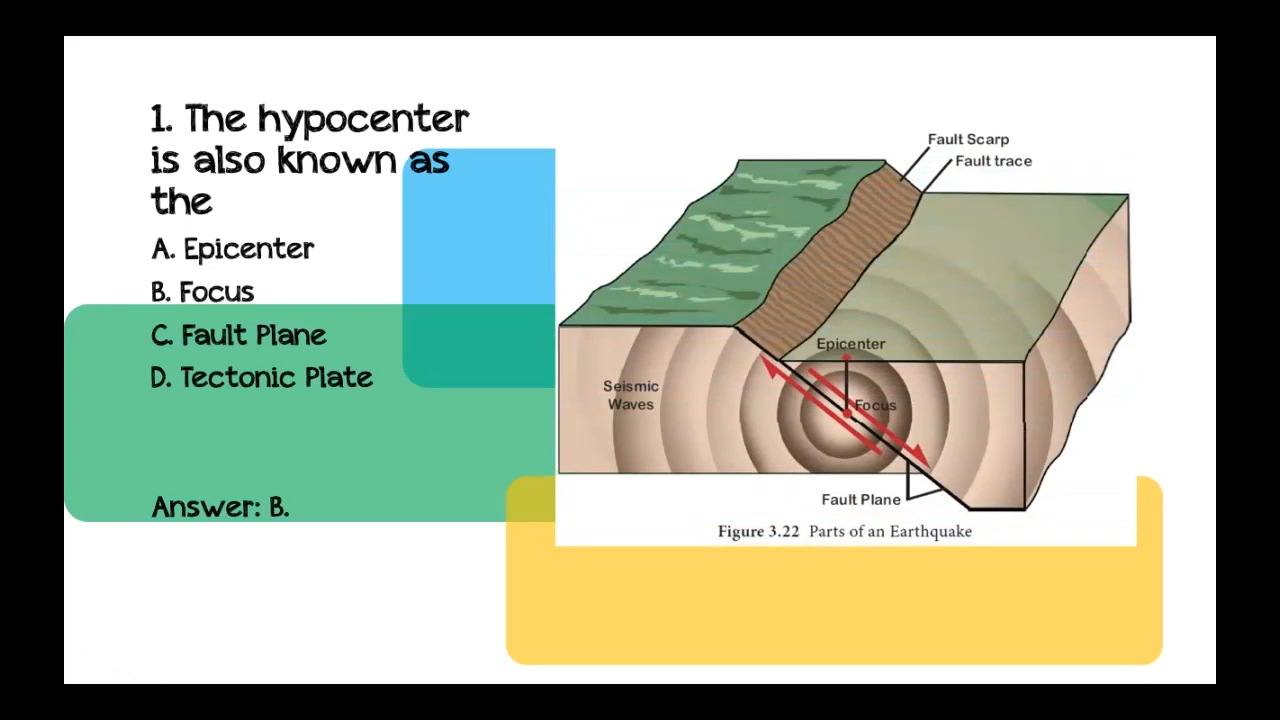 1. The hypocenter
is also known as
the
A. Epicenter
B. Focus
C. Fault Plane
D. Tectonic Plate
Answer: B.
Fault Scarp
Fault trace
Epicenter
Seismic
Waves
Focus
Fault Plane
Figure 3.22 Parts of an Earthquake